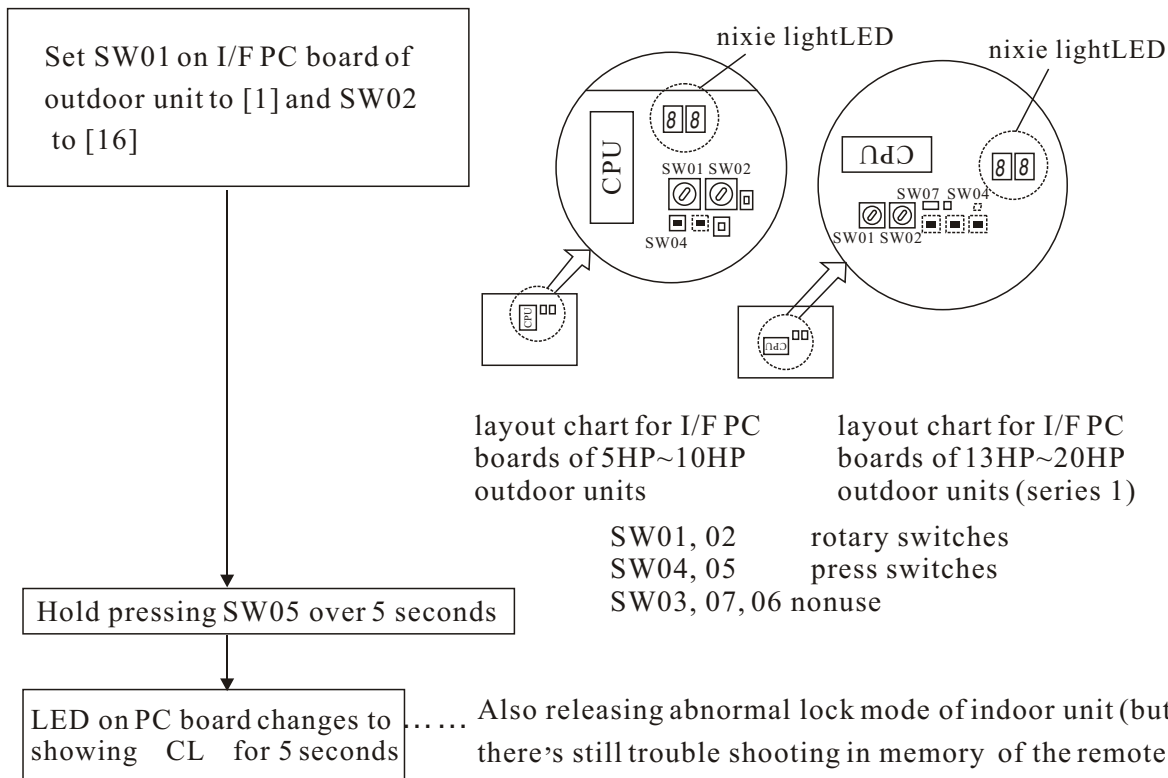 Set SW01 on I/F PC board of
outdoor unit to [1] and SW02
to [16]
nixie lightLED
nixie lightLED
8 8
CPU
SW01 SW02
SW04
CPU
CPU
8 8
SW07 SW04
SW01 SW02
CPU
layout chart for I/F PC
boards of 5HP~10HP
outdoor units
layout chart for I/F PC
boards of 13HP~20HP
outdoor units (series 1)
SW01, 02 rotary switches
SW04, 05 press switches
SW03, 07, 06 nonuse
Hold pressing SW05 over 5 seconds
LED on PC board changes to
showing CL for 5 seconds
...... Also releasing abnormal lock mode of indoor unit (but
there's still trouble shooting in memory of the remote